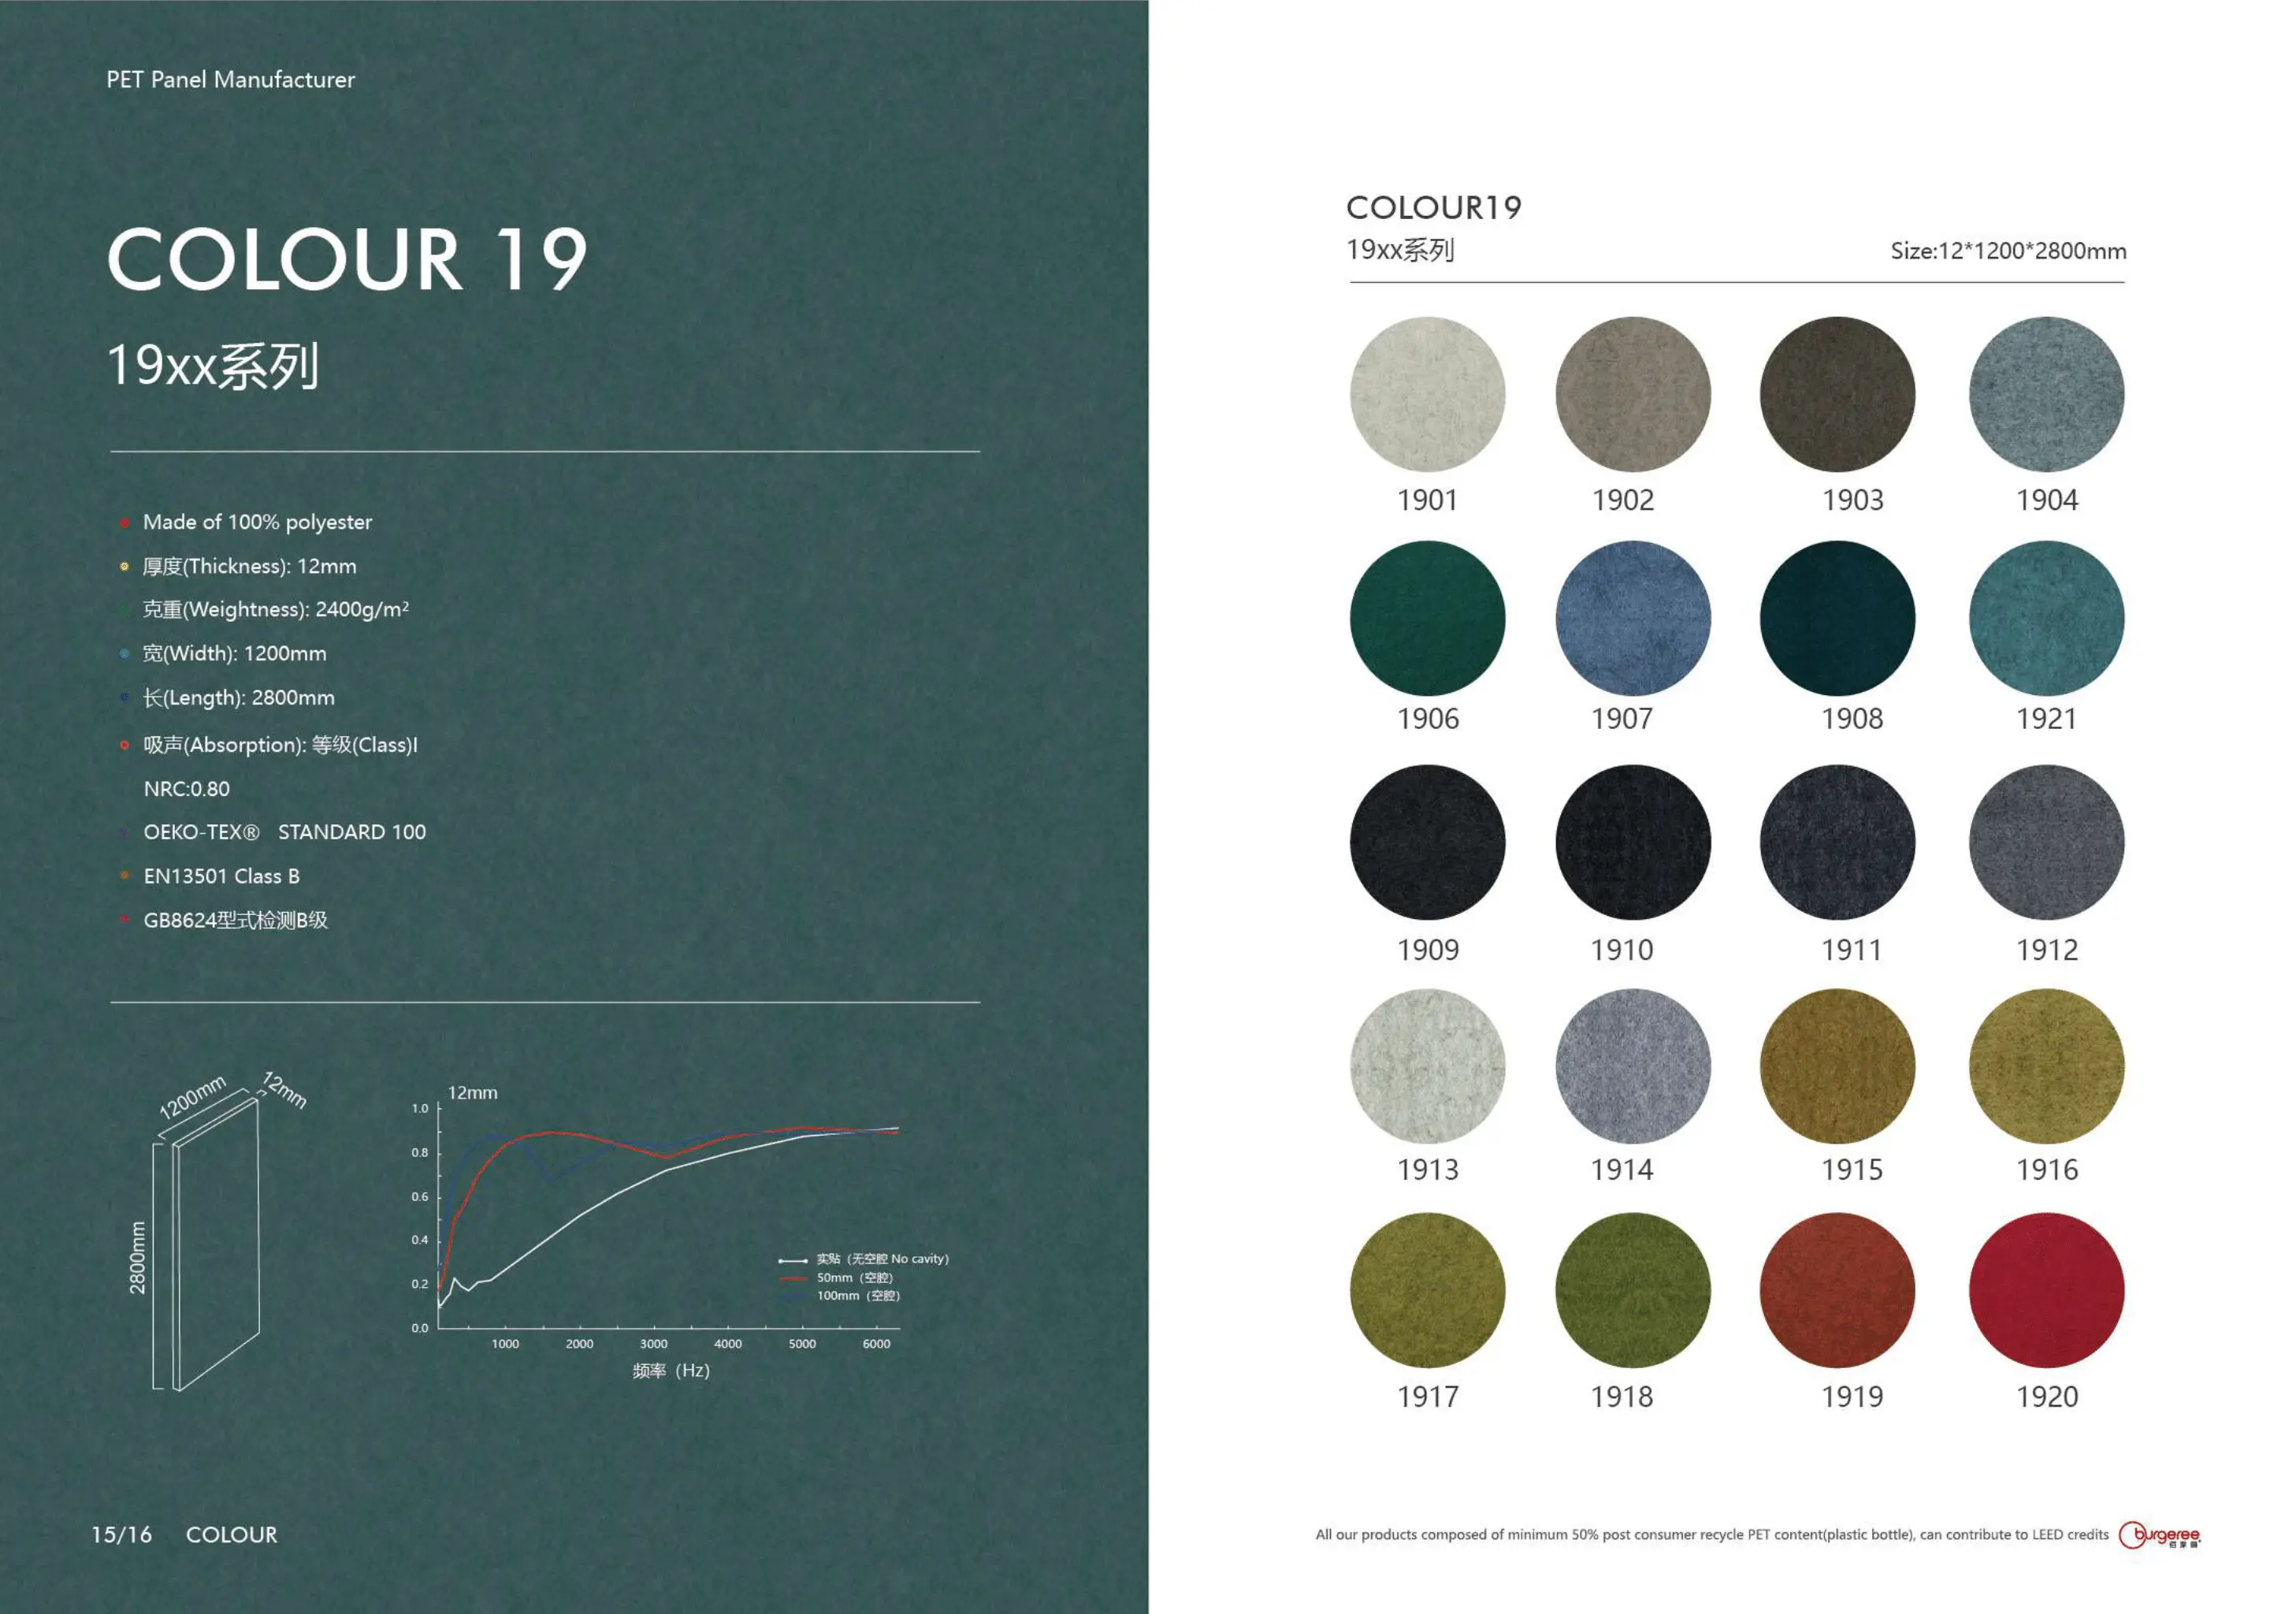 PET Panel Manufacturer
COLOUR 19
19xx系列
Made of 100% polyester
厚度(Thickness): 12mm
克重(Weightness): 2400g/m²
宽(Width): 1200mm
长(Length): 2800mm
吸声(Absorption): 等级(Class)I
NRC:0.80
OEKO-TEX® STANDARD 100
EN13501 Class B
GB8624型式检测B级
1200mm
12mm
2800mm
12mm
1.0
0.8
0.6
0.4
0.2
0.0
1000 2000 3000 4000 5000 6000
频率（Hz）
实贴（无空腔 No cavity）
50mm（空腔）
100mm（空腔）
15/16 COLOUR
COLOUR19
19xx系列
Size:12*1200*2800mm
1901 1902 1903 1904
1906 1907 1908 1921
1909 1910 1911 1912
1913 1914 1915 1916
1917 1918 1919 1920
All our products composed of minimum 50% post consumer recycle PET content(plastic bottle), can contribute to LEED credits
burgeree